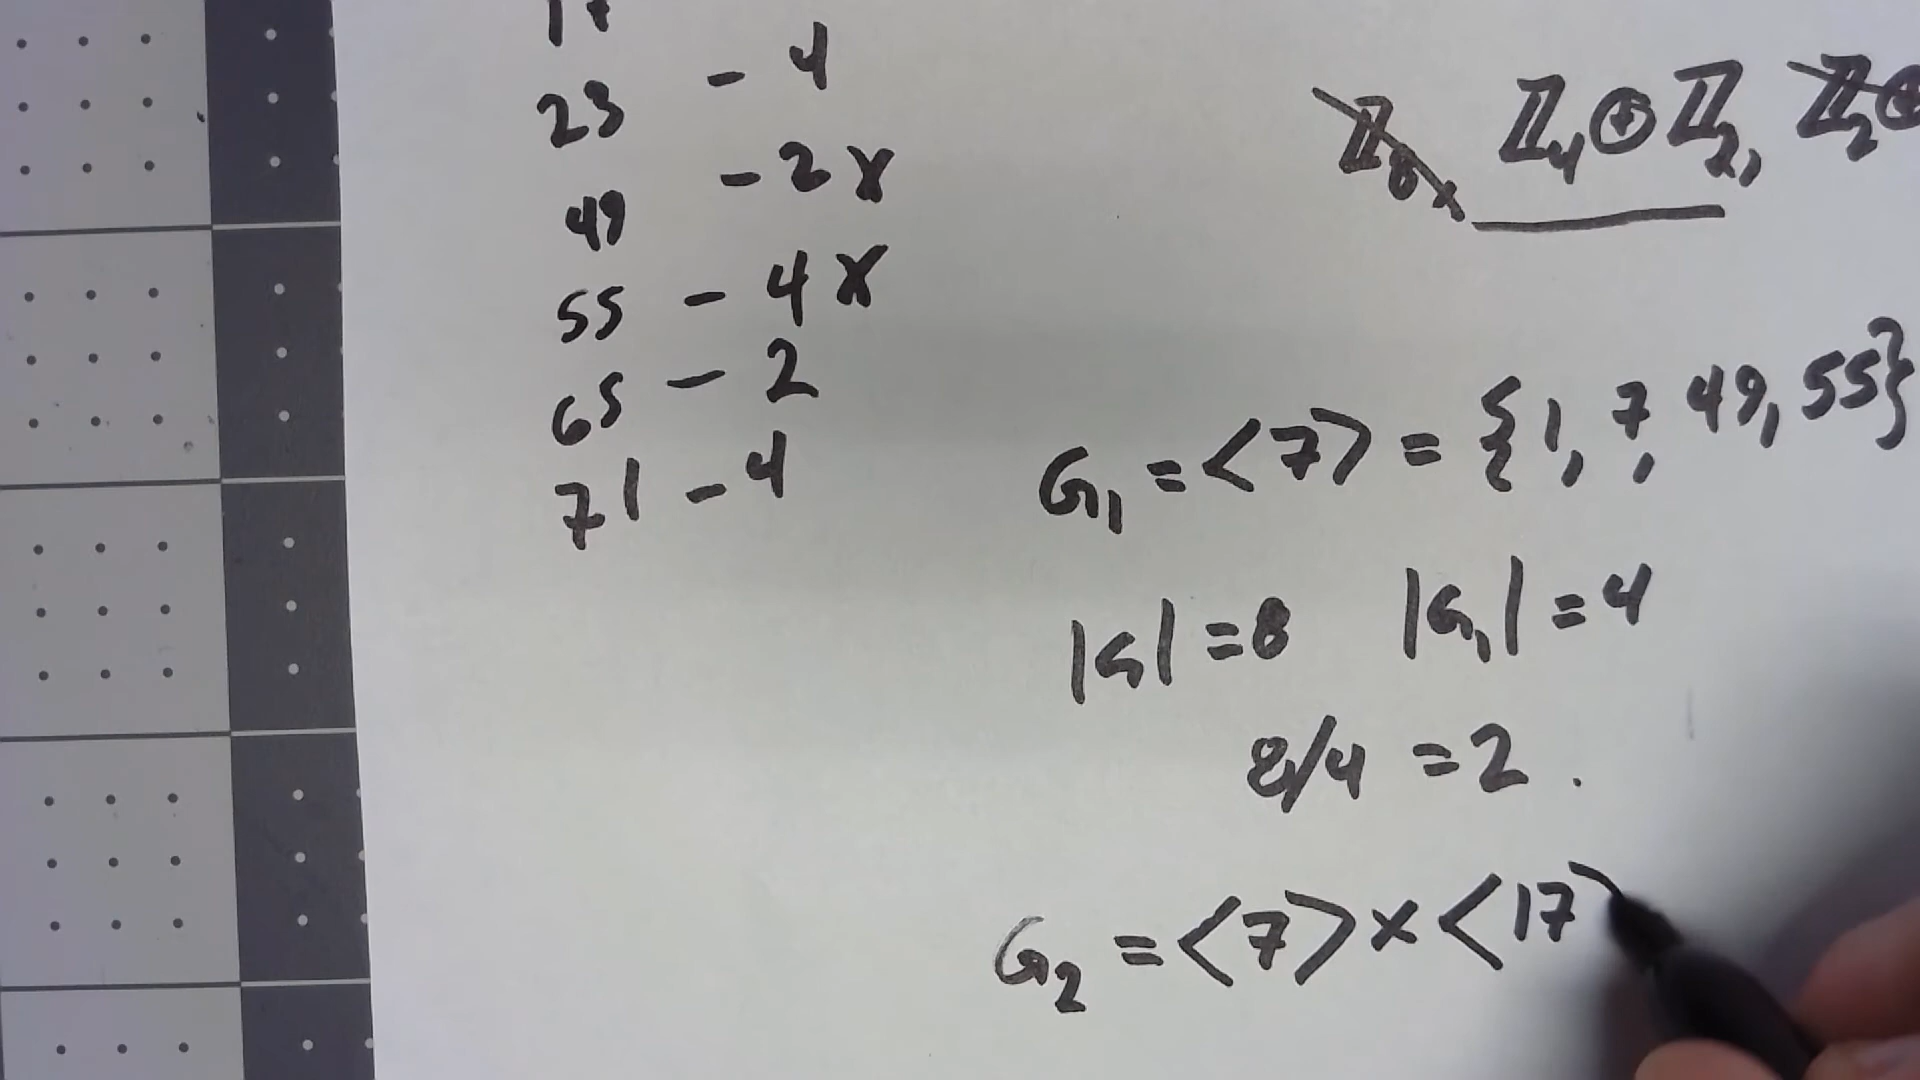 17
23 - 4
49 - 2 x
55 - 4 x
65 - 2
71 - 4
ℤ8, ℤ4 ⊕ ℤ2, ℤ2 ⊕
G1 = <7> = {1, 7, 49, 55}
|G| = 8 |G1| = 4
8/4 = 2 .
G2 = <7> x <17>